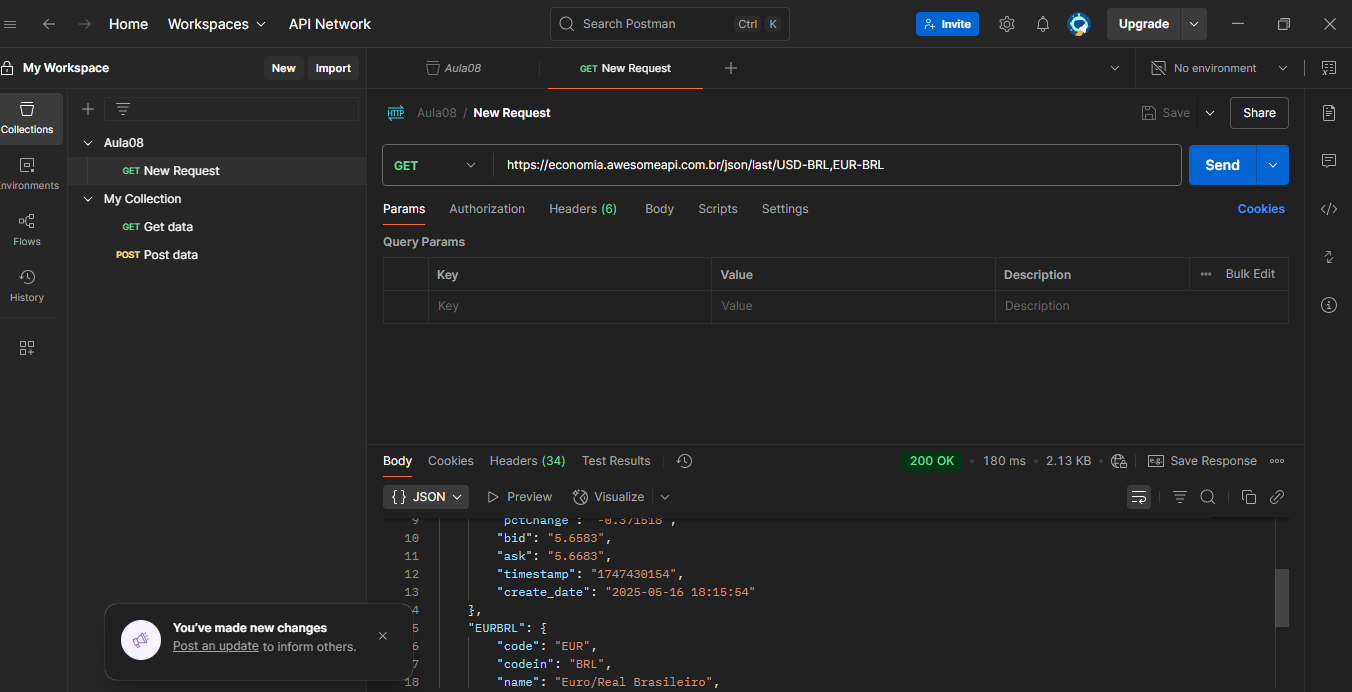 Home Workspaces API Network Search Postman Ctrl K Invite Upgrade
My Workspace New Import Aula08 GET New Request No environment
Collections
Aula08
GET New Request
My Collection
GET Get data
POST Post data
nvironments
Flows
History
HTTP Aula08 / New Request Save Share
GET https://economia.awesomeapi.com.br/json/last/USD-BRL,EUR-BRL Send
Params Authorization Headers (6) Body Scripts Settings Cookies
Query Params
Key Value Description Bulk Edit
Key Value Description
Body Cookies Headers (34) Test Results 200 OK • 180 ms • 2.13 KB • e.g. Save Response
{} JSON Preview Visualize
9 "pctChange": "-0.371518",
10 "bid": "5.6583",
11 "ask": "5.6683",
12 "timestamp": "1747430154",
13 "create_date": "2025-05-16 18:15:54"
4 },
5 "EURBRL": {
6 "code": "EUR",
7 "codein": "BRL",
18 "name": "Euro/Real Brasileiro",
You've made new changes
Post an update to inform others.